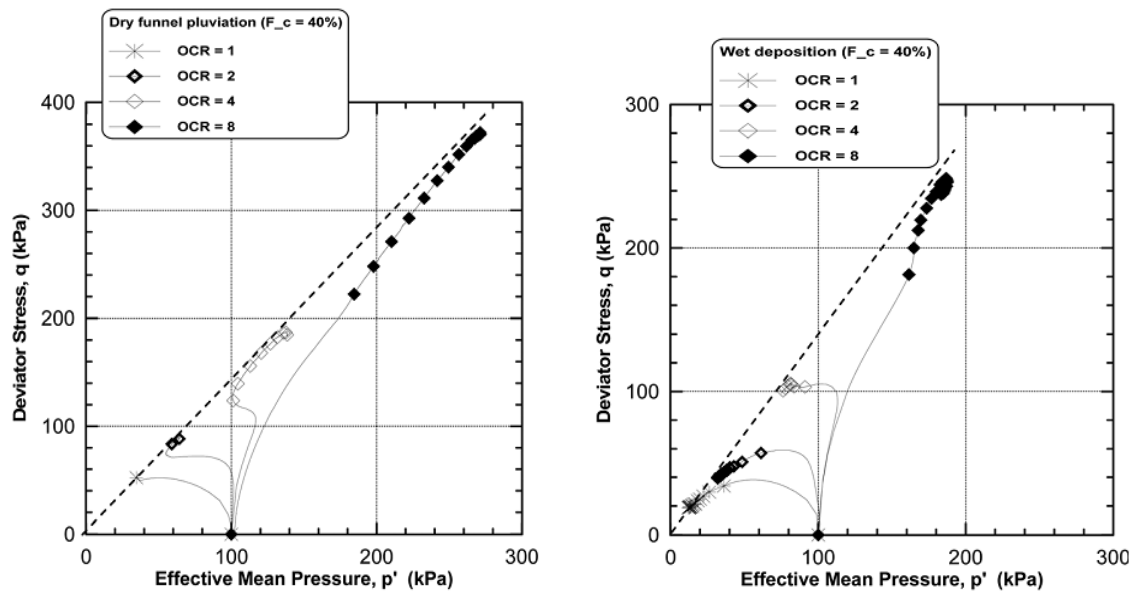 Dry funnel pluviation (F_c = 40%)
OCR = 1
OCR = 2
OCR = 4
OCR = 8
400
300
200
100
0
Deviator Stress, q (kPa)
0
100
200
300
Effective Mean Pressure, p' (kPa)
Wet deposition (F_c = 40%)
OCR = 1
OCR = 2
OCR = 4
OCR = 8
300
200
100
0
Deviator Stress, q (kPa)
0
100
200
300
Effective Mean Pressure, p' (kPa)